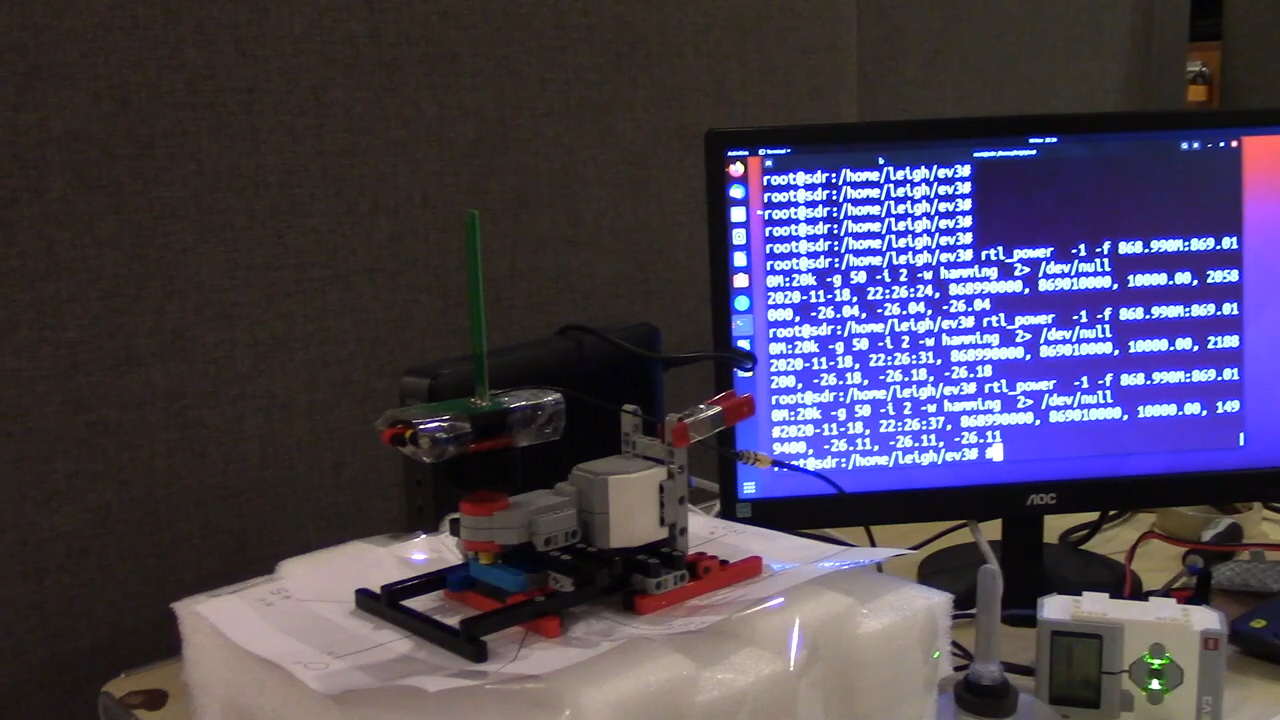 Activities
Terminal
root@sdr:/home/leigh/ev3#
root@sdr:/home/leigh/ev3#
root@sdr:/home/leigh/ev3#
root@sdr:/home/leigh/ev3#
root@sdr:/home/leigh/ev3#
root@sdr:/home/leigh/ev3# rtl_power -1 -f 868.990M:869.01
0M:20k -g 50 -i 2 -w hamming 2> /dev/null
2020-11-18, 22:26:24, 868990000, 869010000, 10000.00, 2058
000, -26.04, -26.04, -26.04
root@sdr:/home/leigh/ev3# rtl_power -1 -f 868.990M:869.01
0M:20k -g 50 -i 2 -w hamming 2> /dev/null
2020-11-18, 22:26:31, 868990000, 869010000, 10000.00, 2188
200, -26.18, -26.18, -26.18
root@sdr:/home/leigh/ev3# rtl_power -1 -f 868.990M:869.01
0M:20k -g 50 -i 2 -w hamming 2> /dev/null
#2020-11-18, 22:26:37, 868990000, 869010000, 10000.00, 149
9400, -26.11, -26.11, -26.11
root@sdr:/home/leigh/ev3# #
AOC